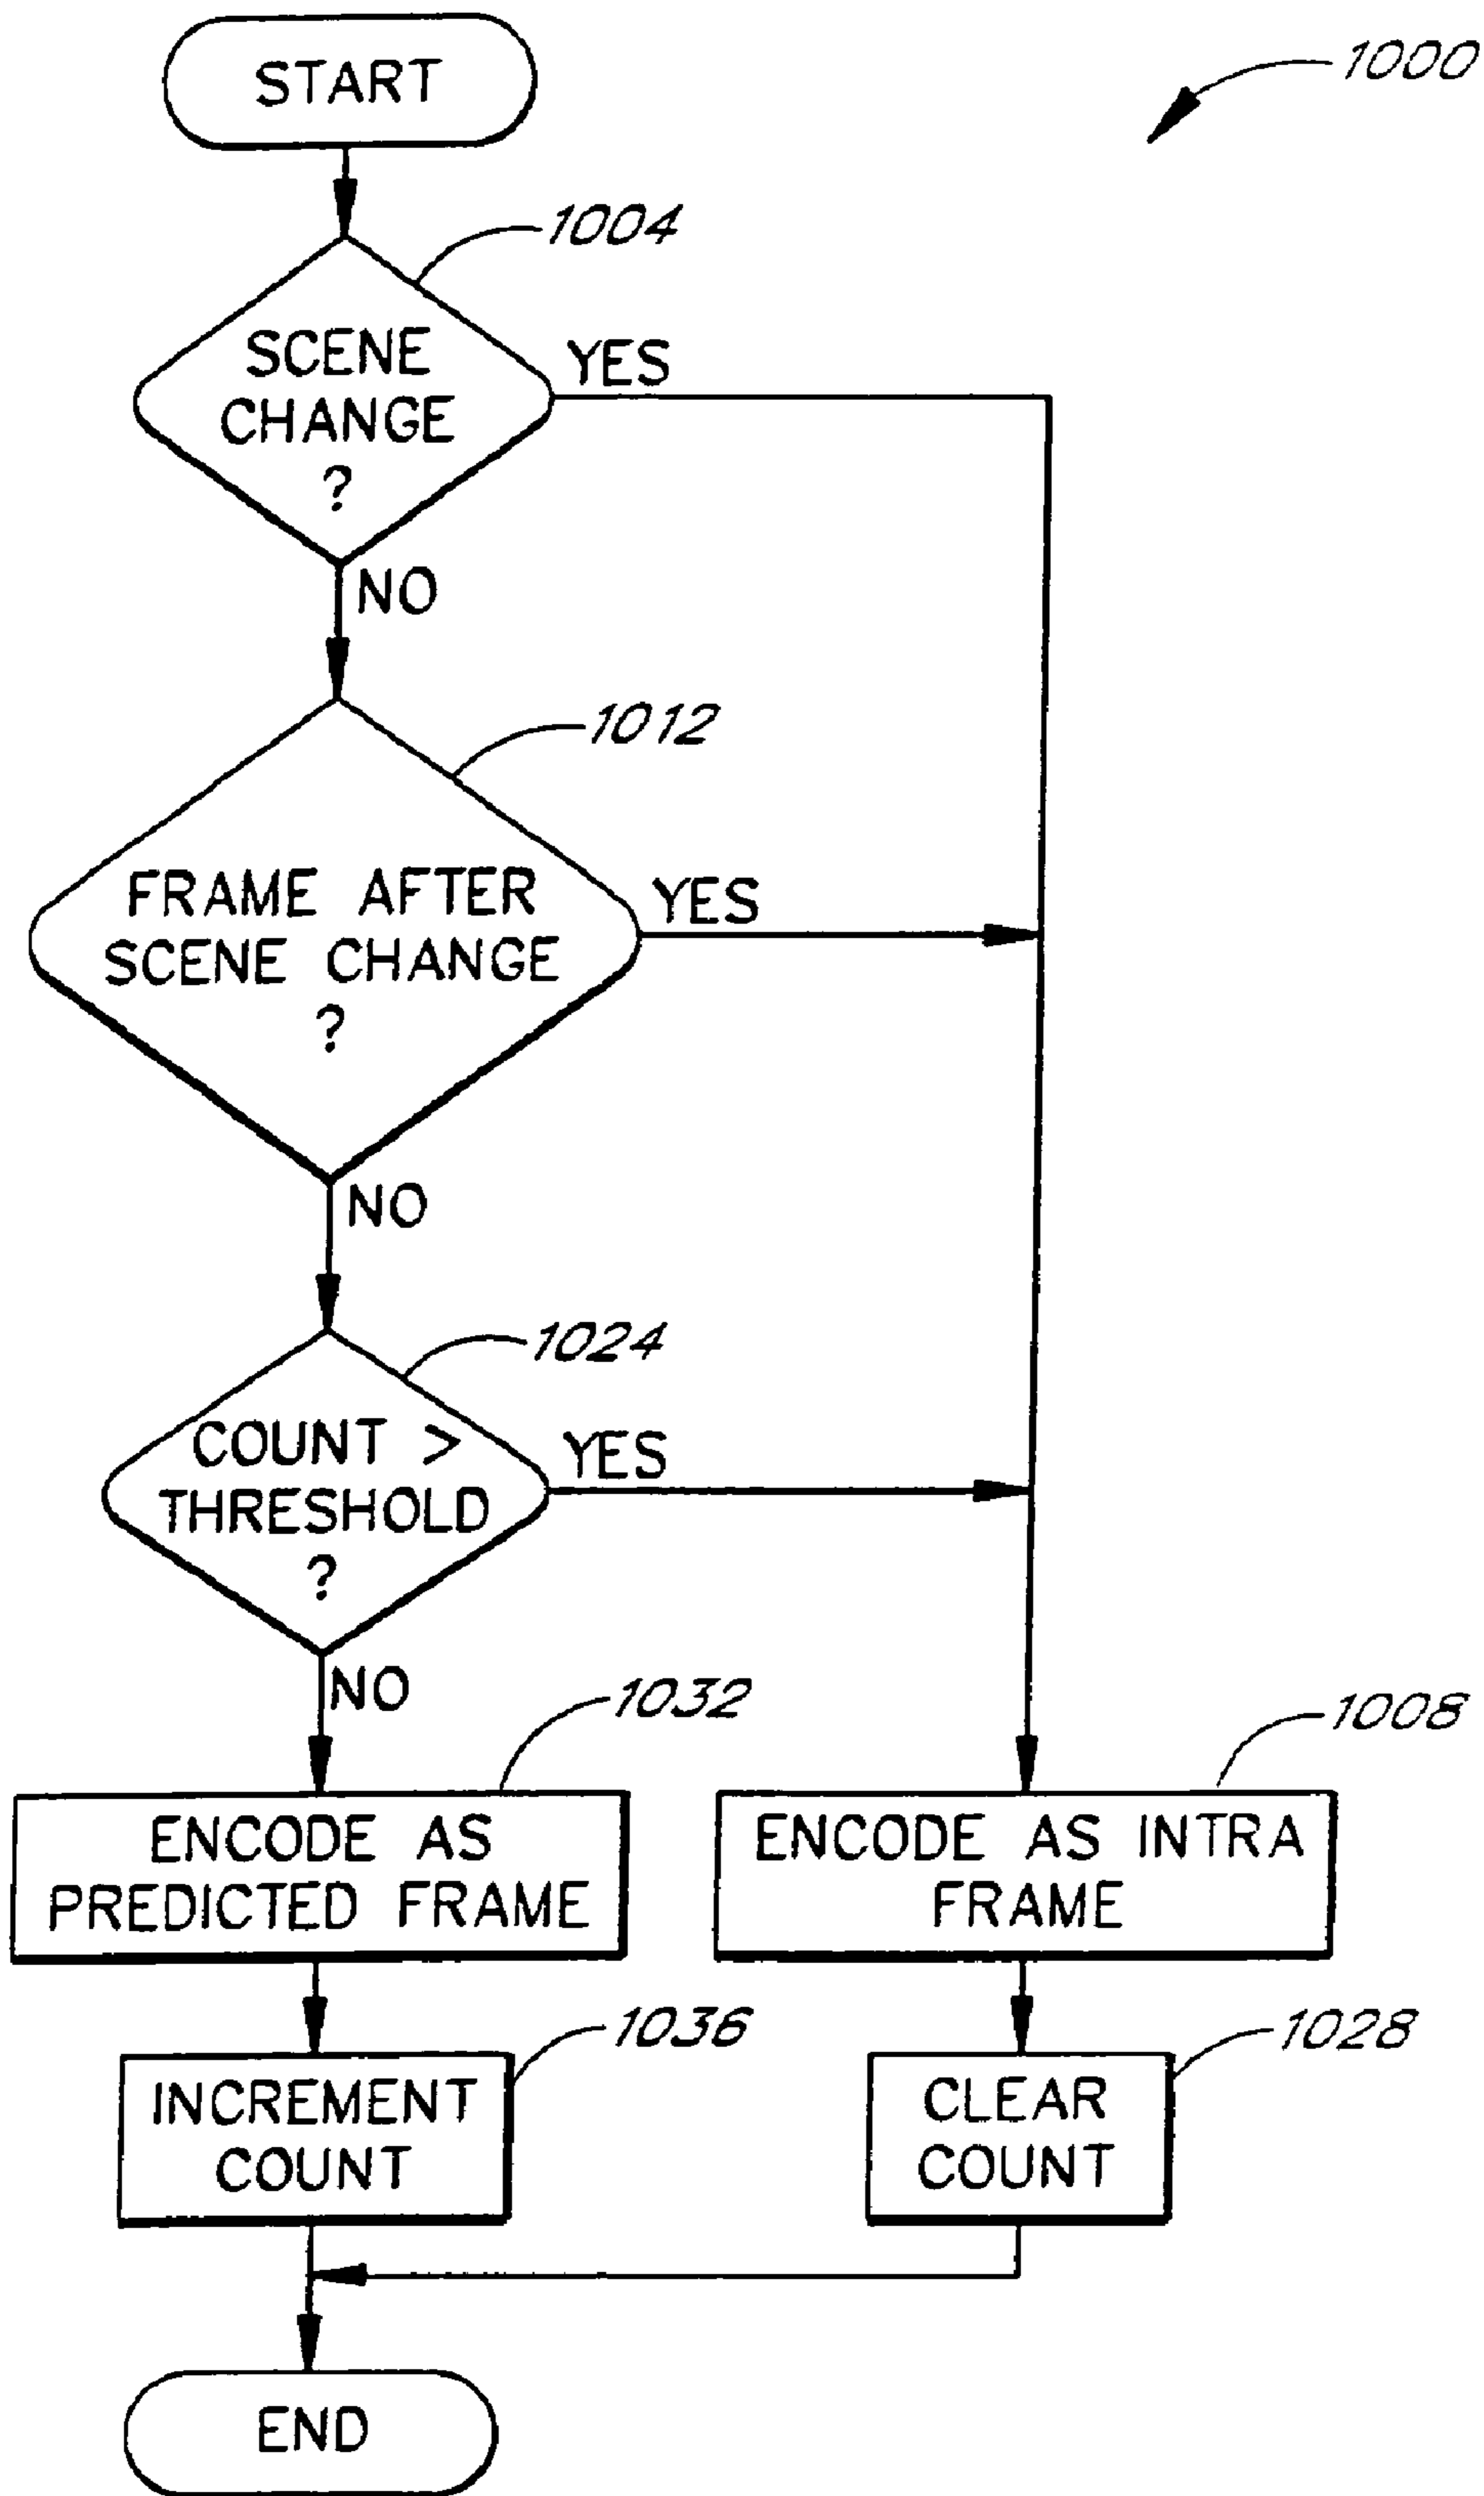 START
1000
1004
SCENE
CHANGE
?
YES
NO
1012
FRAME AFTER
SCENE CHANGE
?
YES
NO
1024
COUNT >
THRESHOLD
?
YES
NO
1032
1008
ENCODE AS
PREDICTED FRAME
ENCODE AS INTRA
FRAME
1036
1028
INCREMENT
COUNT
CLEAR
COUNT
END